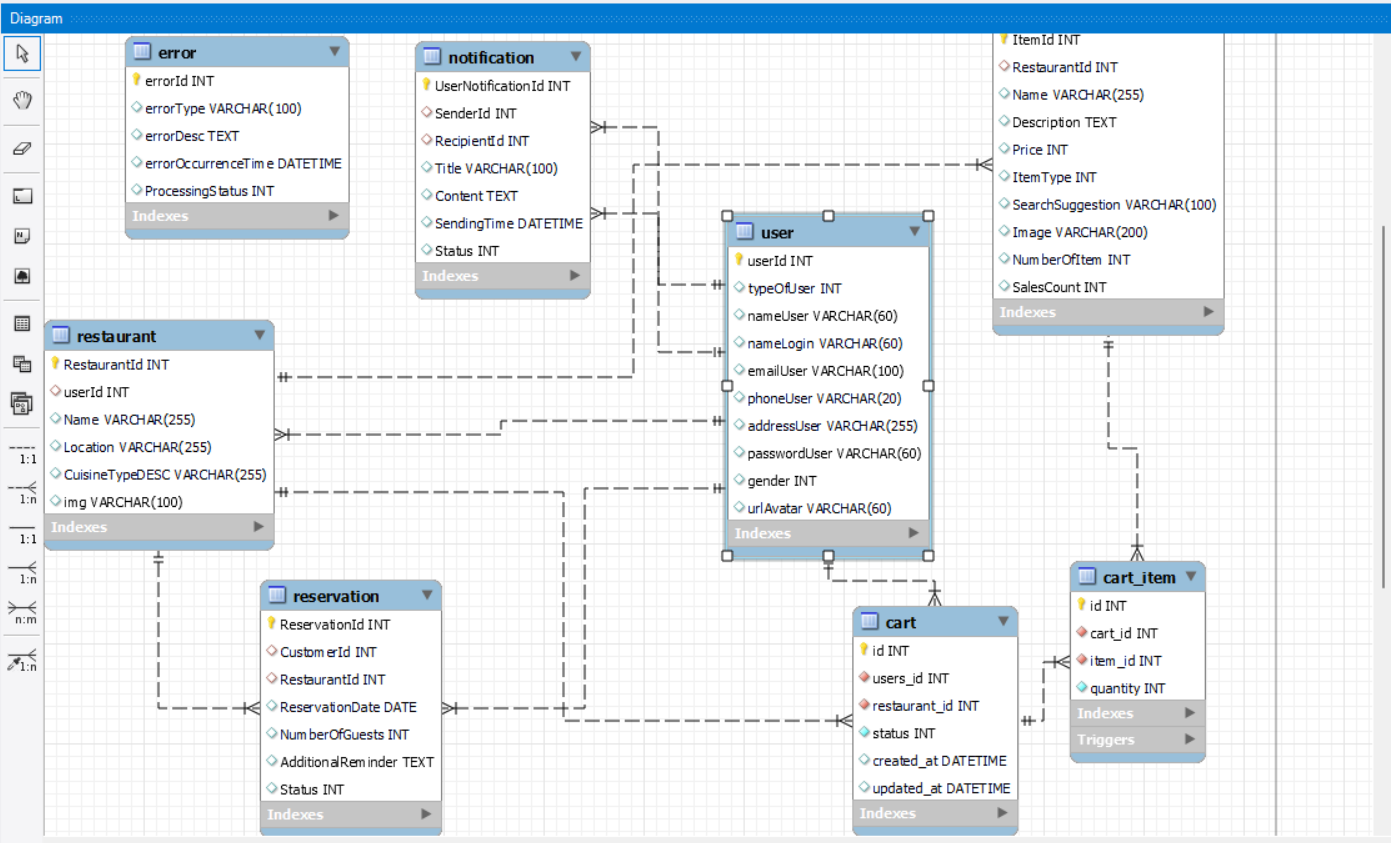 Diagram
error
errorId INT
errorType VARCHAR(100)
errorDesc TEXT
errorOccurrenceTime DATETIME
ProcessingStatus INT
Indexes
notification
UserNotificationId INT
SenderId INT
RecipientId INT
Title VARCHAR(100)
Content TEXT
SendingTime DATETIME
Status INT
Indexes
ItemId INT
RestaurantId INT
Name VARCHAR(255)
Description TEXT
Price INT
ItemType INT
SearchSuggestion VARCHAR(100)
Image VARCHAR(200)
NumberOfItem INT
SalesCount INT
Indexes
user
userId INT
typeOfUser INT
nameUser VARCHAR(60)
nameLogin VARCHAR(60)
emailUser VARCHAR(100)
phoneUser VARCHAR(20)
addressUser VARCHAR(255)
passwordUser VARCHAR(60)
gender INT
urlAvatar VARCHAR(60)
Indexes
restaurant
RestaurantId INT
userId INT
Name VARCHAR(255)
Location VARCHAR(255)
CuisineTypeDESC VARCHAR(255)
img VARCHAR(100)
Indexes
reservation
ReservationId INT
CustomerId INT
RestaurantId INT
ReservationDate DATE
NumberOfGuests INT
AdditionalReminder TEXT
Status INT
Indexes
cart
id INT
users_id INT
restaurant_id INT
status INT
created_at DATETIME
updated_at DATETIME
Indexes
cart_item
id INT
cart_id INT
item_id INT
quantity INT
Indexes
Triggers
1:1
1:n
1:1
1:n
n:m
1:n